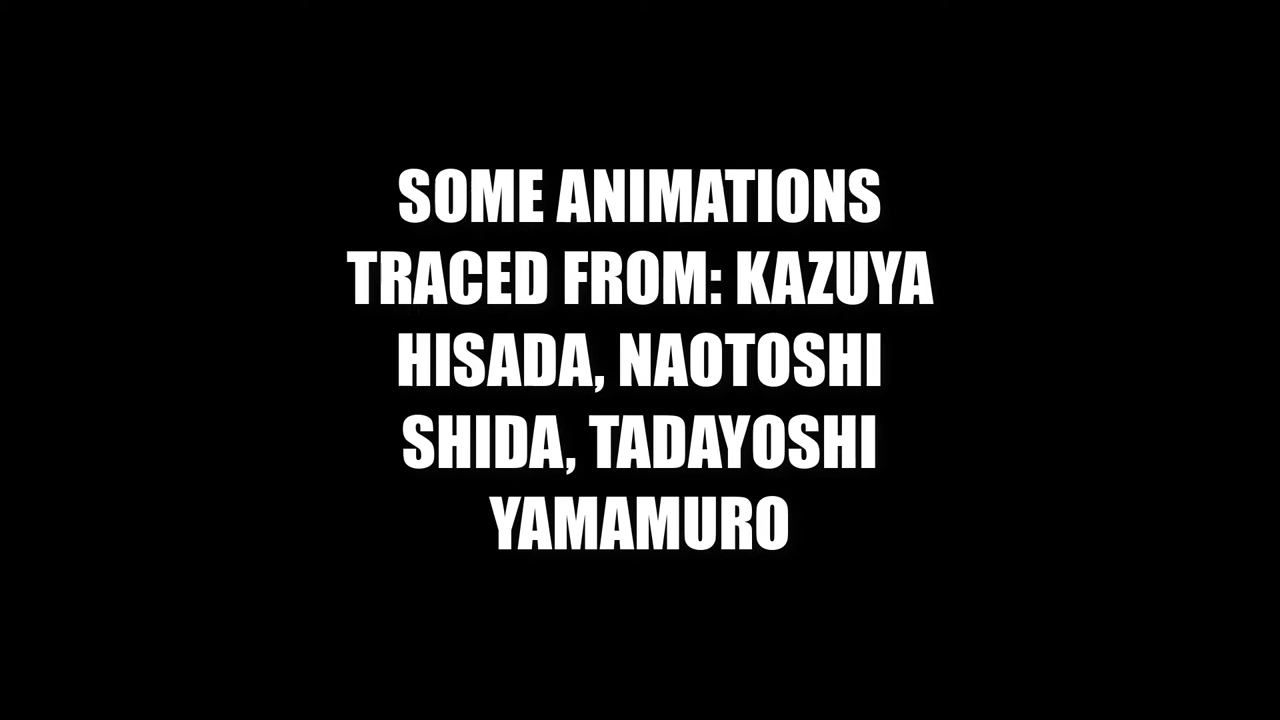 SOME ANIMATIONS
TRACED FROM: KAZUYA
HISADA, NAOTOSHI
SHIDA, TADAYOSHI
YAMAMURO